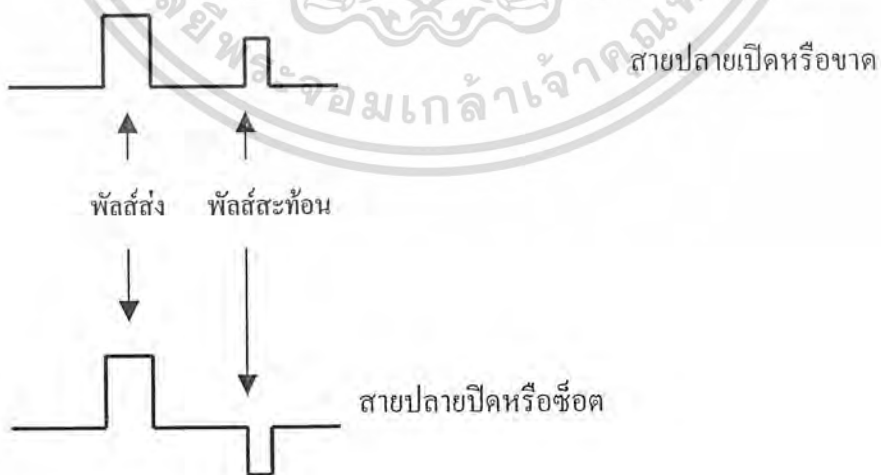 สายปลายเปิดหรือขาด
พัลส์ส่ง พัลส์สะท้อน
สายปลายปิดหรือช็อต